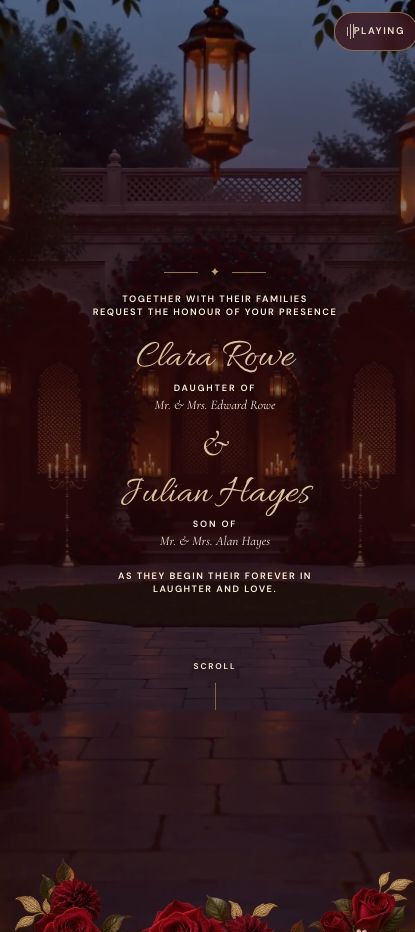 PLAYING
TOGETHER WITH THEIR FAMILIES
REQUEST THE HONOUR OF YOUR PRESENCE
Clara Rowe
DAUGHTER OF
Mr. & Mrs. Edward Rowe
&
Julian Hayes
SON OF
Mr. & Mrs. Alan Hayes
AS THEY BEGIN THEIR FOREVER IN
LAUGHTER AND LOVE.
SCROLL